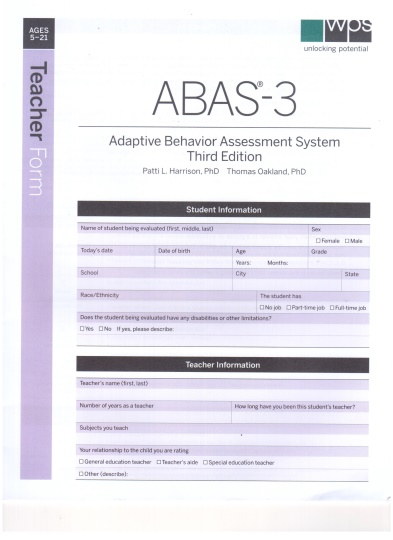 AGES
5–21
Teacher Form
wps
unlocking potential
ABAS®-3
Adaptive Behavior Assessment System
Third Edition
Patti L. Harrison, PhD Thomas Oakland, PhD
Student Information
Name of student being evaluated (first, middle, last) Sex
☐ Female ☐ Male
Today's date Date of birth Age Grade
Years: Months:
School City State
Race/Ethnicity The student has
☐ No job ☐ Part-time job ☐ Full-time job
Does the student being evaluated have any disabilities or other limitations?
☐ Yes ☐ No If yes, please describe:
Teacher Information
Teacher's name (first, last)
Number of years as a teacher How long have you been this student's teacher?
Subjects you teach
Your relationship to the child you are rating
☐ General education teacher ☐ Teacher's aide ☐ Special education teacher
☐ Other (describe):